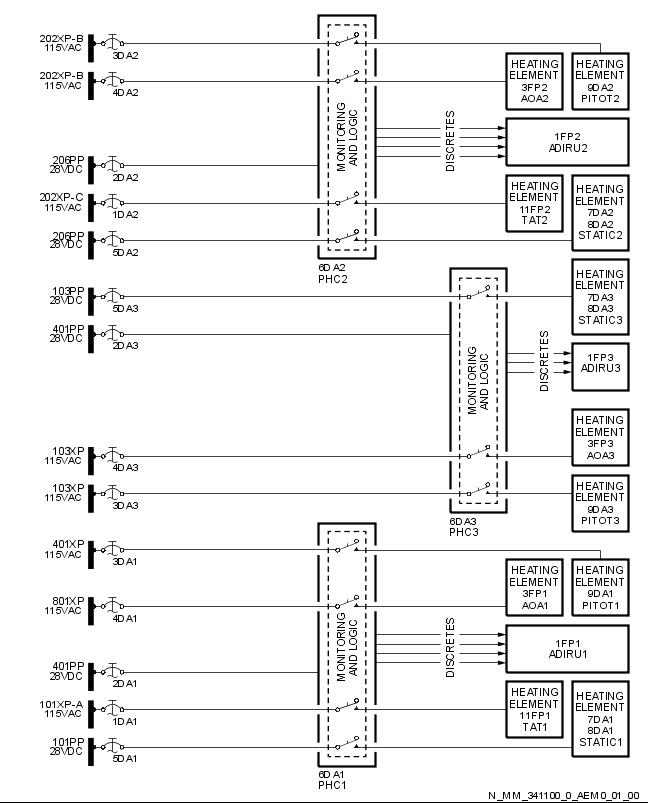 202XP-B
115VAC
3DA2
202XP-B
115VAC
4DA2
HEATING
ELEMENT
3FP2
AOA2
HEATING
ELEMENT
9DA2
PITOT2
MONITORING
AND LOGIC
DISCRETES
1FP2
ADIRU2
206PP
28VDC
2DA2
202XP-C
115VAC
1DA2
HEATING
ELEMENT
11FP2
TAT2
HEATING
ELEMENT
7DA2
8DA2
STATIC2
206PP
28VDC
5DA2
6DA2
PHC2
103PP
28VDC
5DA3
HEATING
ELEMENT
7DA3
8DA3
STATIC3
401PP
28VDC
2DA3
MONITORING
AND LOGIC
DISCRETES
1FP3
ADIRU3
103XP
115VAC
4DA3
HEATING
ELEMENT
3FP3
AOA3
103XP
115VAC
3DA3
HEATING
ELEMENT
9DA3
PITOT3
6DA3
PHC3
401XP
115VAC
3DA1
801XP
115VAC
4DA1
HEATING
ELEMENT
3FP1
AOA1
HEATING
ELEMENT
9DA1
PITOT1
MONITORING
AND LOGIC
DISCRETES
1FP1
ADIRU1
401PP
28VDC
2DA1
101XP-A
115VAC
1DA1
HEATING
ELEMENT
11FP1
TAT1
HEATING
ELEMENT
7DA1
8DA1
STATIC1
101PP
28VDC
5DA1
6DA1
PHC1
N_MM_341100_0_AEM0_01_00